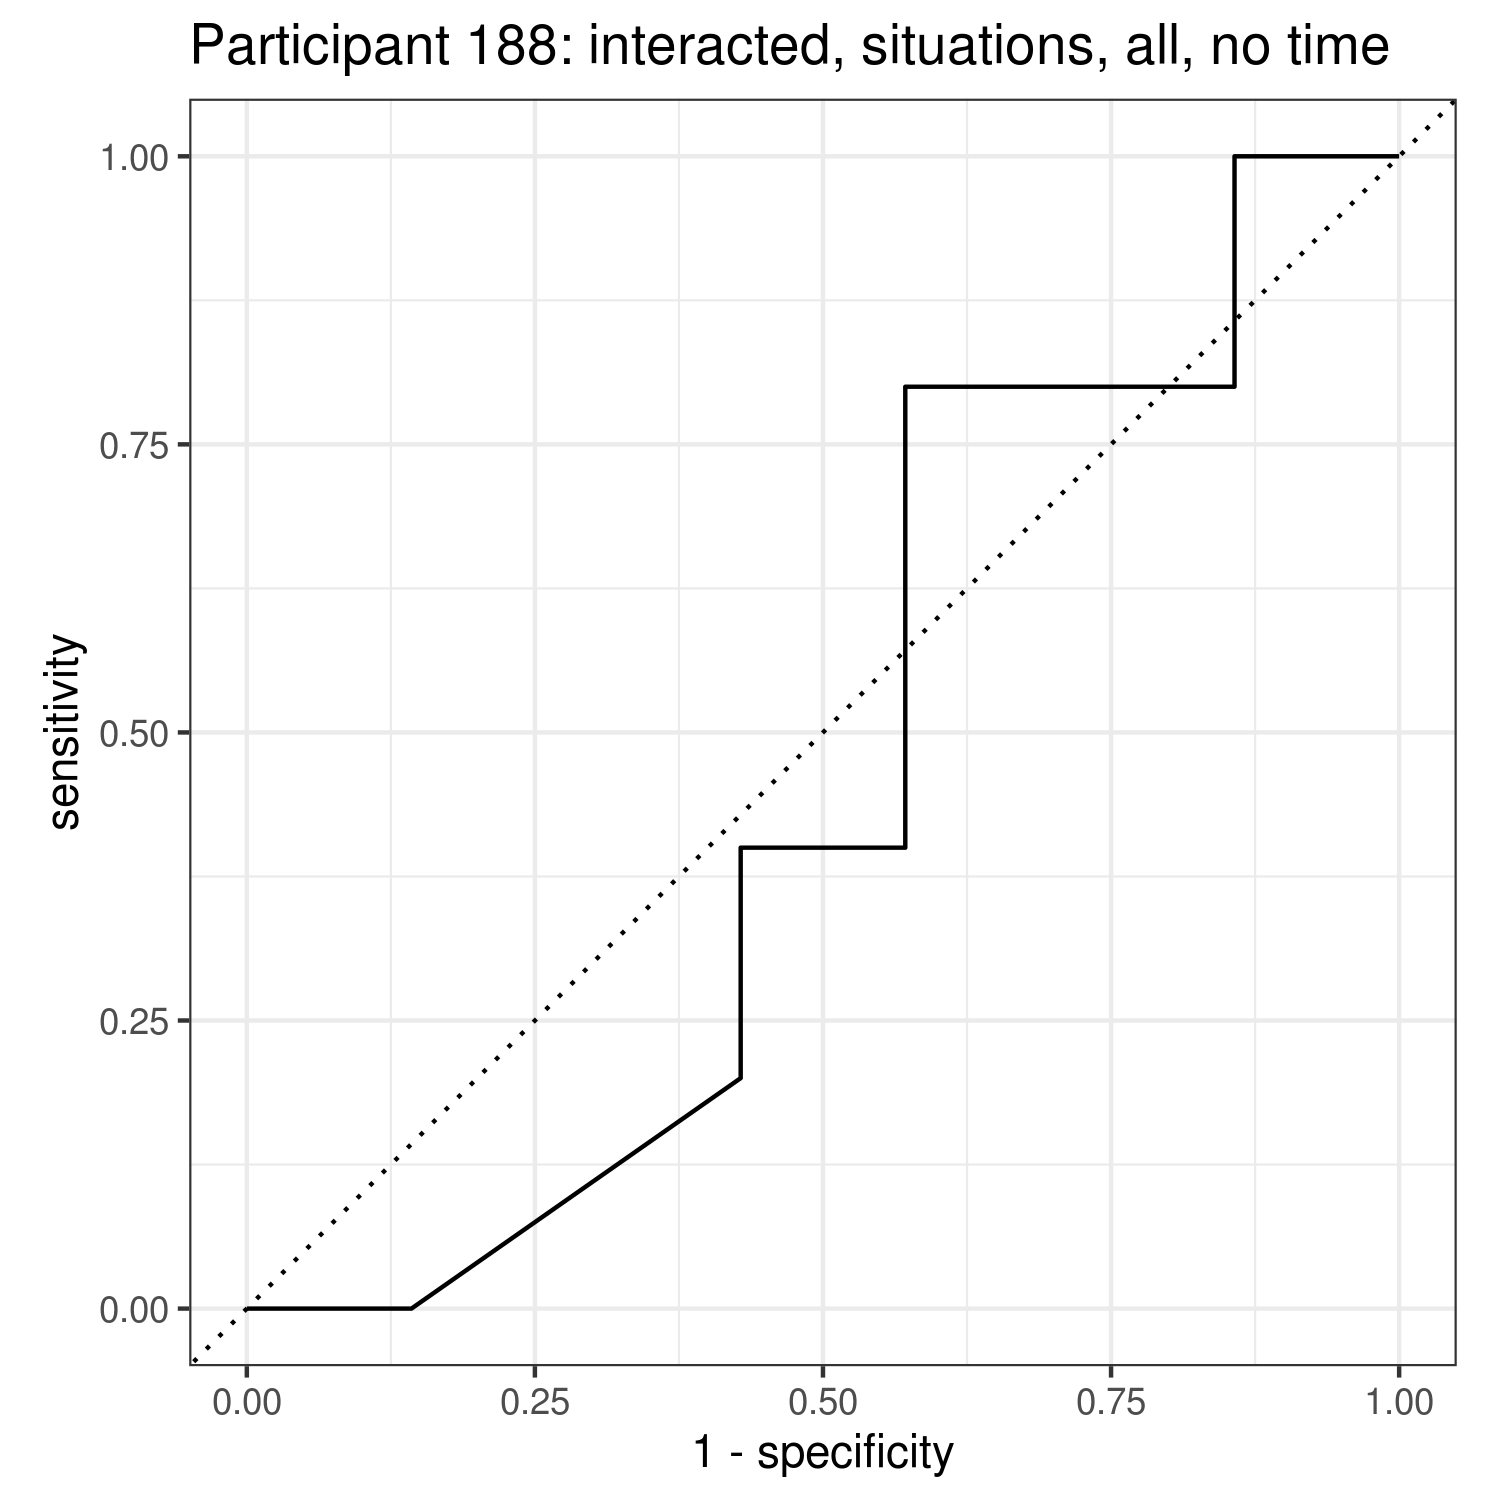 Participant 188: interacted, situations, all, no time
1.00
0.75
0.50
0.25
0.00
sensitivity
0.00 0.25 0.50 0.75 1.00
1 - specificity